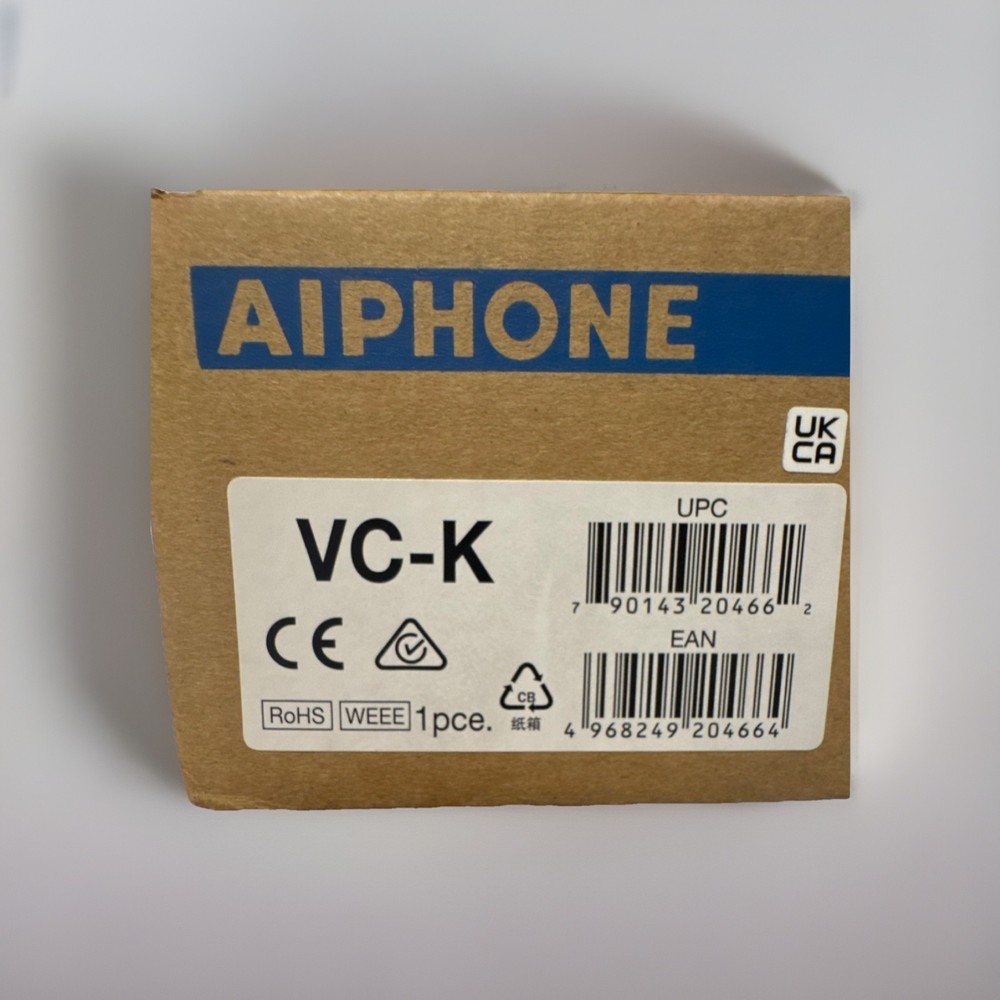 AIPHONE
UK
CA
VC-K
UPC
7 90143 20466 2
CE
EAN
CB
纸箱
RoHS WEEE 1pce.
4 968249 204664